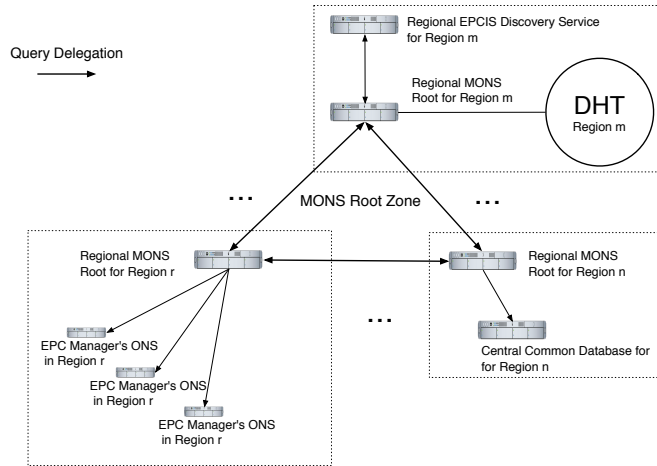 Regional EPCIS Discovery Service
for Region m
Query Delegation
Regional MONS
Root for Region m
DHT
Region m
...
...
MONS Root Zone
Regional MONS
Root for Region r
Regional MONS
Root for Region n
...
EPC Manager's ONS
in Region r
Central Common Database for
for Region n
EPC Manager's ONS
in Region r
EPC Manager's ONS
in Region r